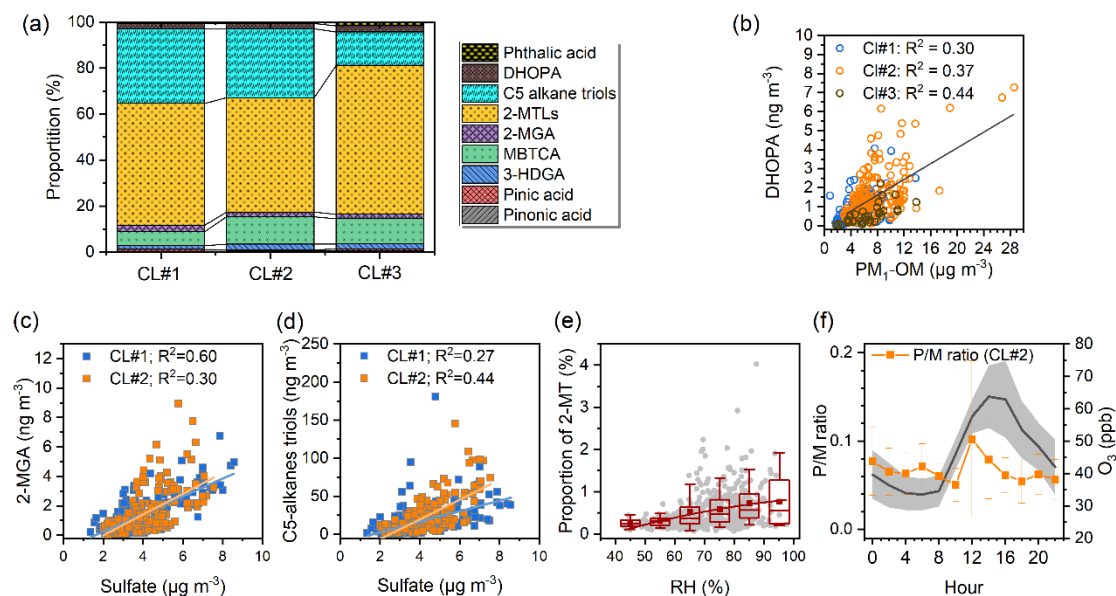 (a)
100
80
60
40
20
0
Proportition (%)
CL#1
CL#2
CL#3
Phthalic acid
DHOPA
C5 alkane triols
2-MTLs
2-MGA
MBTCA
3-HDGA
Pinic acid
Pinonic acid
(b)
Cl#1: R² = 0.30
Cl#2: R² = 0.37
Cl#3: R² = 0.44
10
9
8
7
6
5
4
3
2
1
0
DHOPA (ng m⁻³)
0 4 8 12 16 20 24 28
PM₁-OM (µg m⁻³)
(c)
CL#1; R²=0.60
CL#2; R²=0.30
12
10
8
6
4
2
0
2-MGA (ng m⁻³)
0 2 4 6 8 10
Sulfate (µg m⁻³)
(d)
CL#1; R²=0.27
CL#2; R²=0.44
250
200
150
100
50
0
C5-alkanes triols (ng m⁻³)
0 2 4 6 8 10
Sulfate (µg m⁻³)
(e)
4
3
2
1
0
Proportion of 2-MT (%)
40 50 60 70 80 90 100
RH (%)
(f)
P/M ratio (CL#2)
0.2
0.1
0.0
P/M ratio
80
70
60
50
40
30
20
O₃ (ppb)
0 4 8 12 16 20
Hour